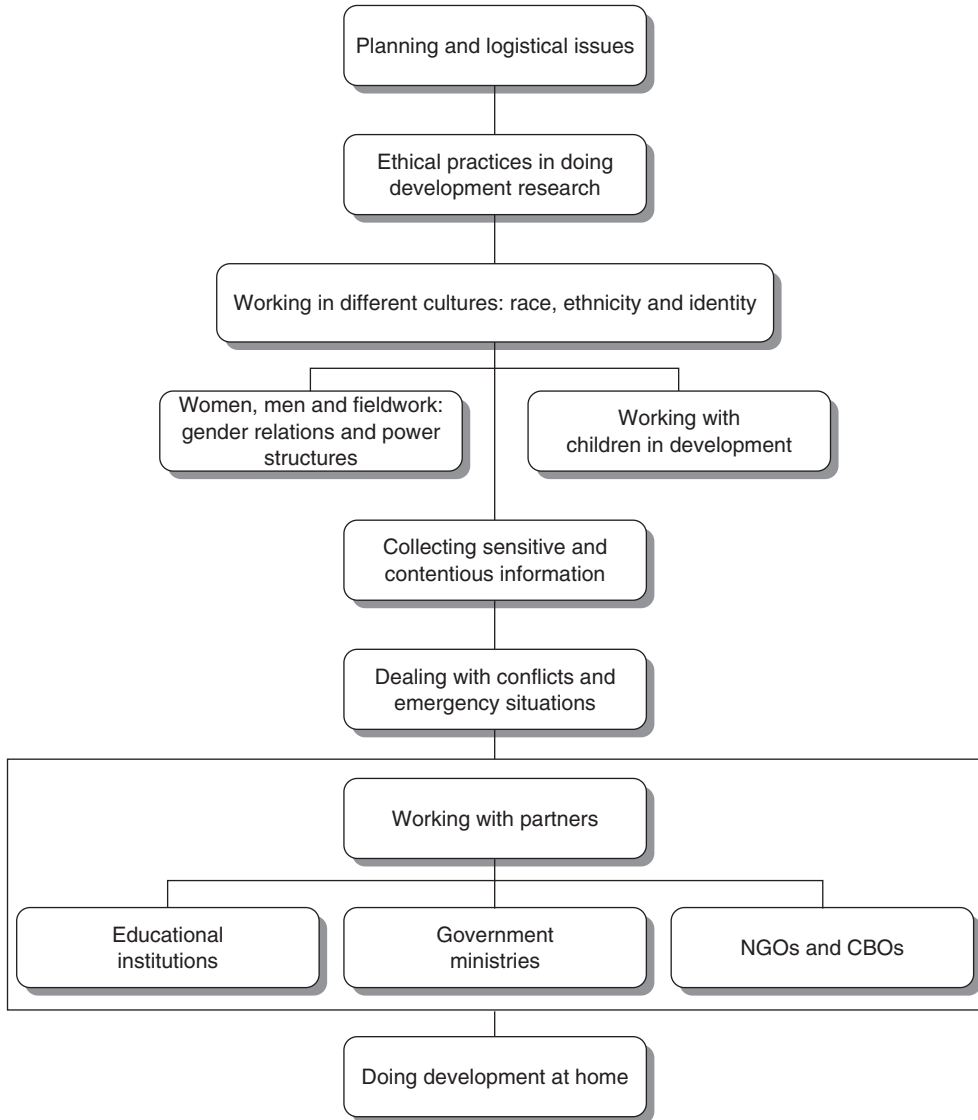 Planning and logistical issues
Ethical practices in doing
development research
Working in different cultures: race, ethnicity and identity
Women, men and fieldwork:
gender relations and power
structures
Working with
children in development
Collecting sensitive and
contentious information
Dealing with conflicts and
emergency situations
Working with partners
Educational
institutions
Government
ministries
NGOs and CBOs
Doing development at home